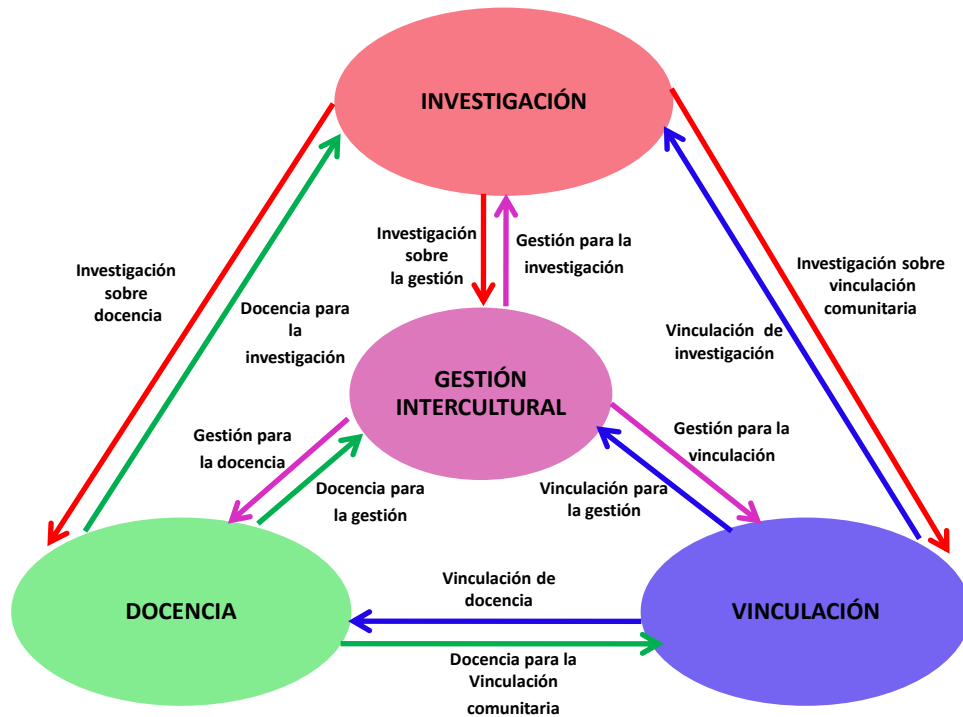 INVESTIGACIÓN
Investigación
sobre
la gestión
Gestión para la
investigación
Investigación
sobre
docencia
Docencia para
la
investigación
Investigación sobre
vinculación
comunitaria
Vinculación de
investigación
GESTIÓN
INTERCULTURAL
Gestión para
la docencia
Docencia para
la gestión
Gestión para la
vinculación
Vinculación para
la gestión
DOCENCIA
Vinculación de
docencia
VINCULACIÓN
Docencia para la
Vinculación
comunitaria